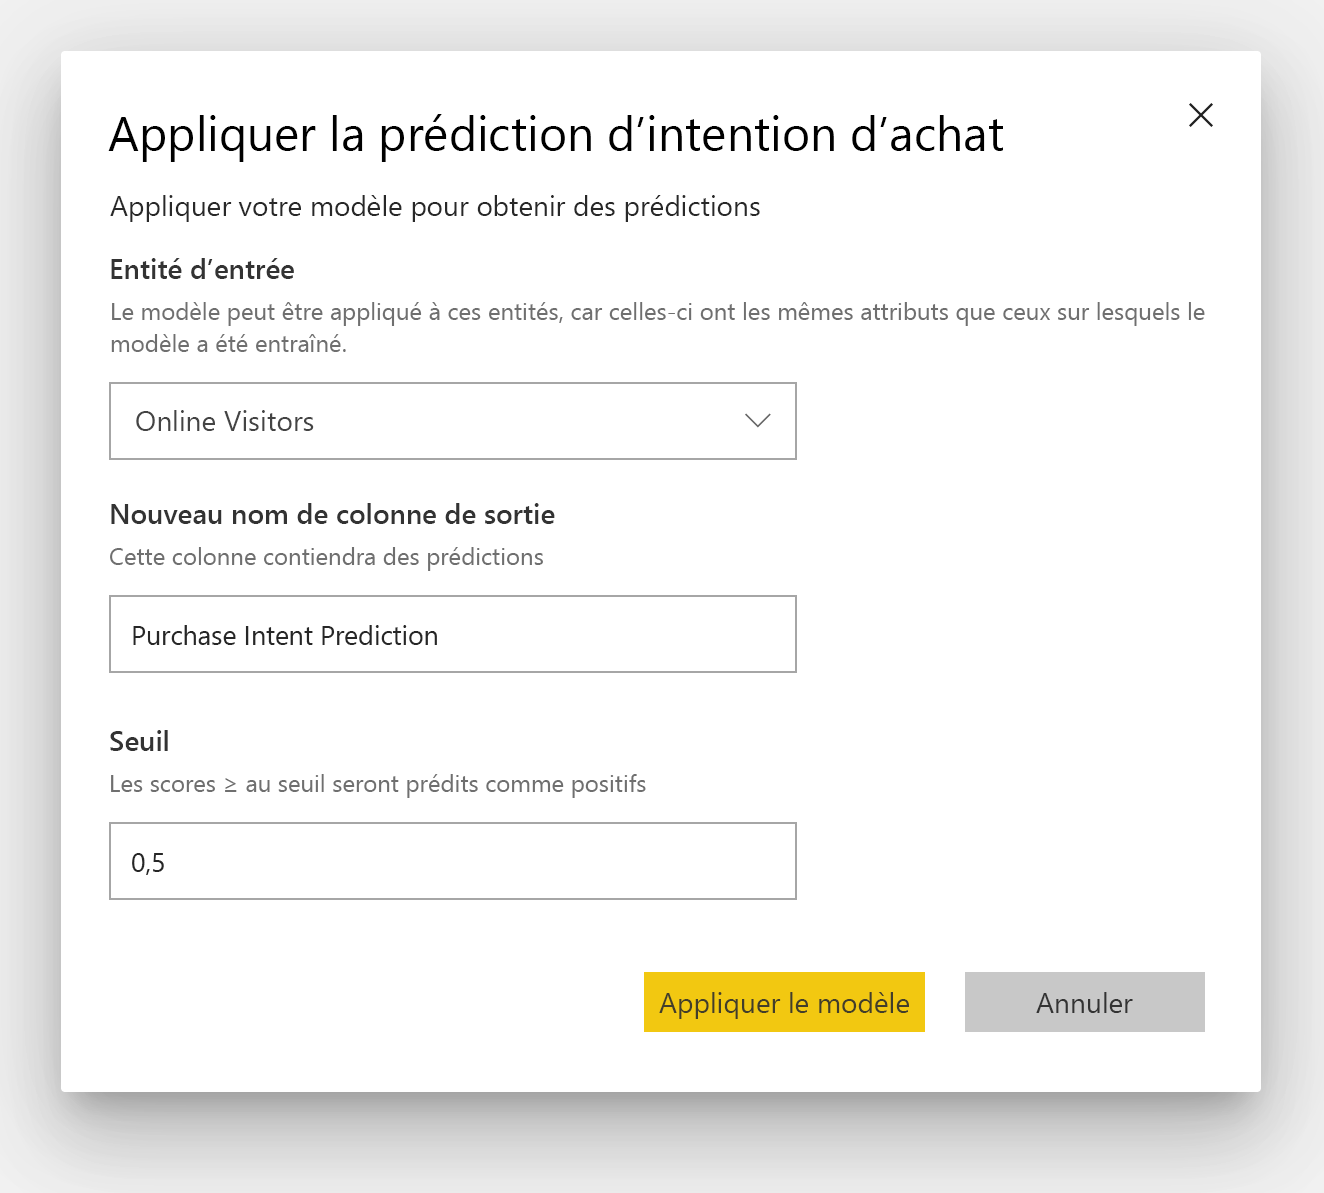 Appliquer la prédiction d’intention d’achat
Appliquer votre modèle pour obtenir des prédictions
Entité d’entrée
Le modèle peut être appliqué à ces entités, car celles-ci ont les mêmes attributs que ceux sur lesquels le
modèle a été entraîné.
Online Visitors
Nouveau nom de colonne de sortie
Cette colonne contiendra des prédictions
Purchase Intent Prediction
Seuil
Les scores ≥ au seuil seront prédits comme positifs
0,5
Appliquer le modèle
Annuler